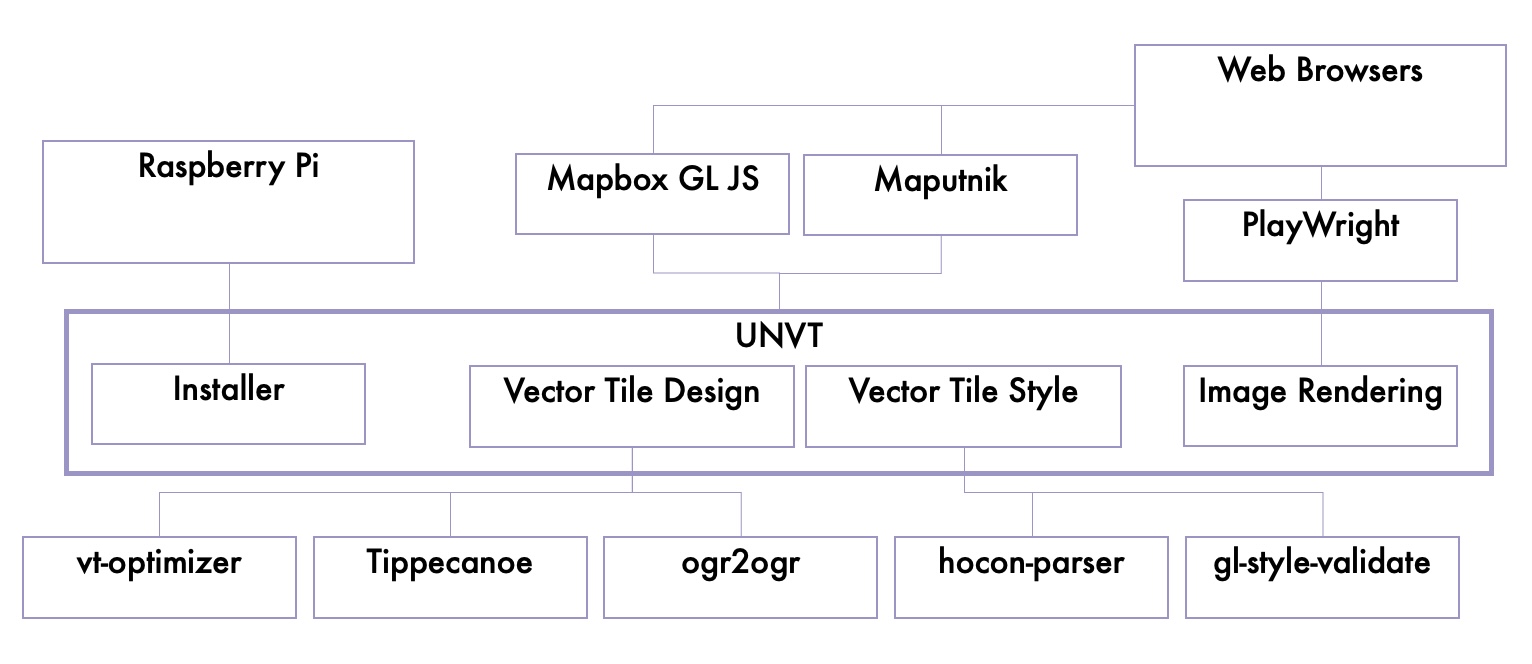 Web Browsers
Raspberry Pi
Mapbox GL JS
Maputnik
PlayWright
UNVT
Installer
Vector Tile Design
Vector Tile Style
Image Rendering
vt-optimizer
Tippecanoe
ogr2ogr
hocon-parser
gl-style-validate